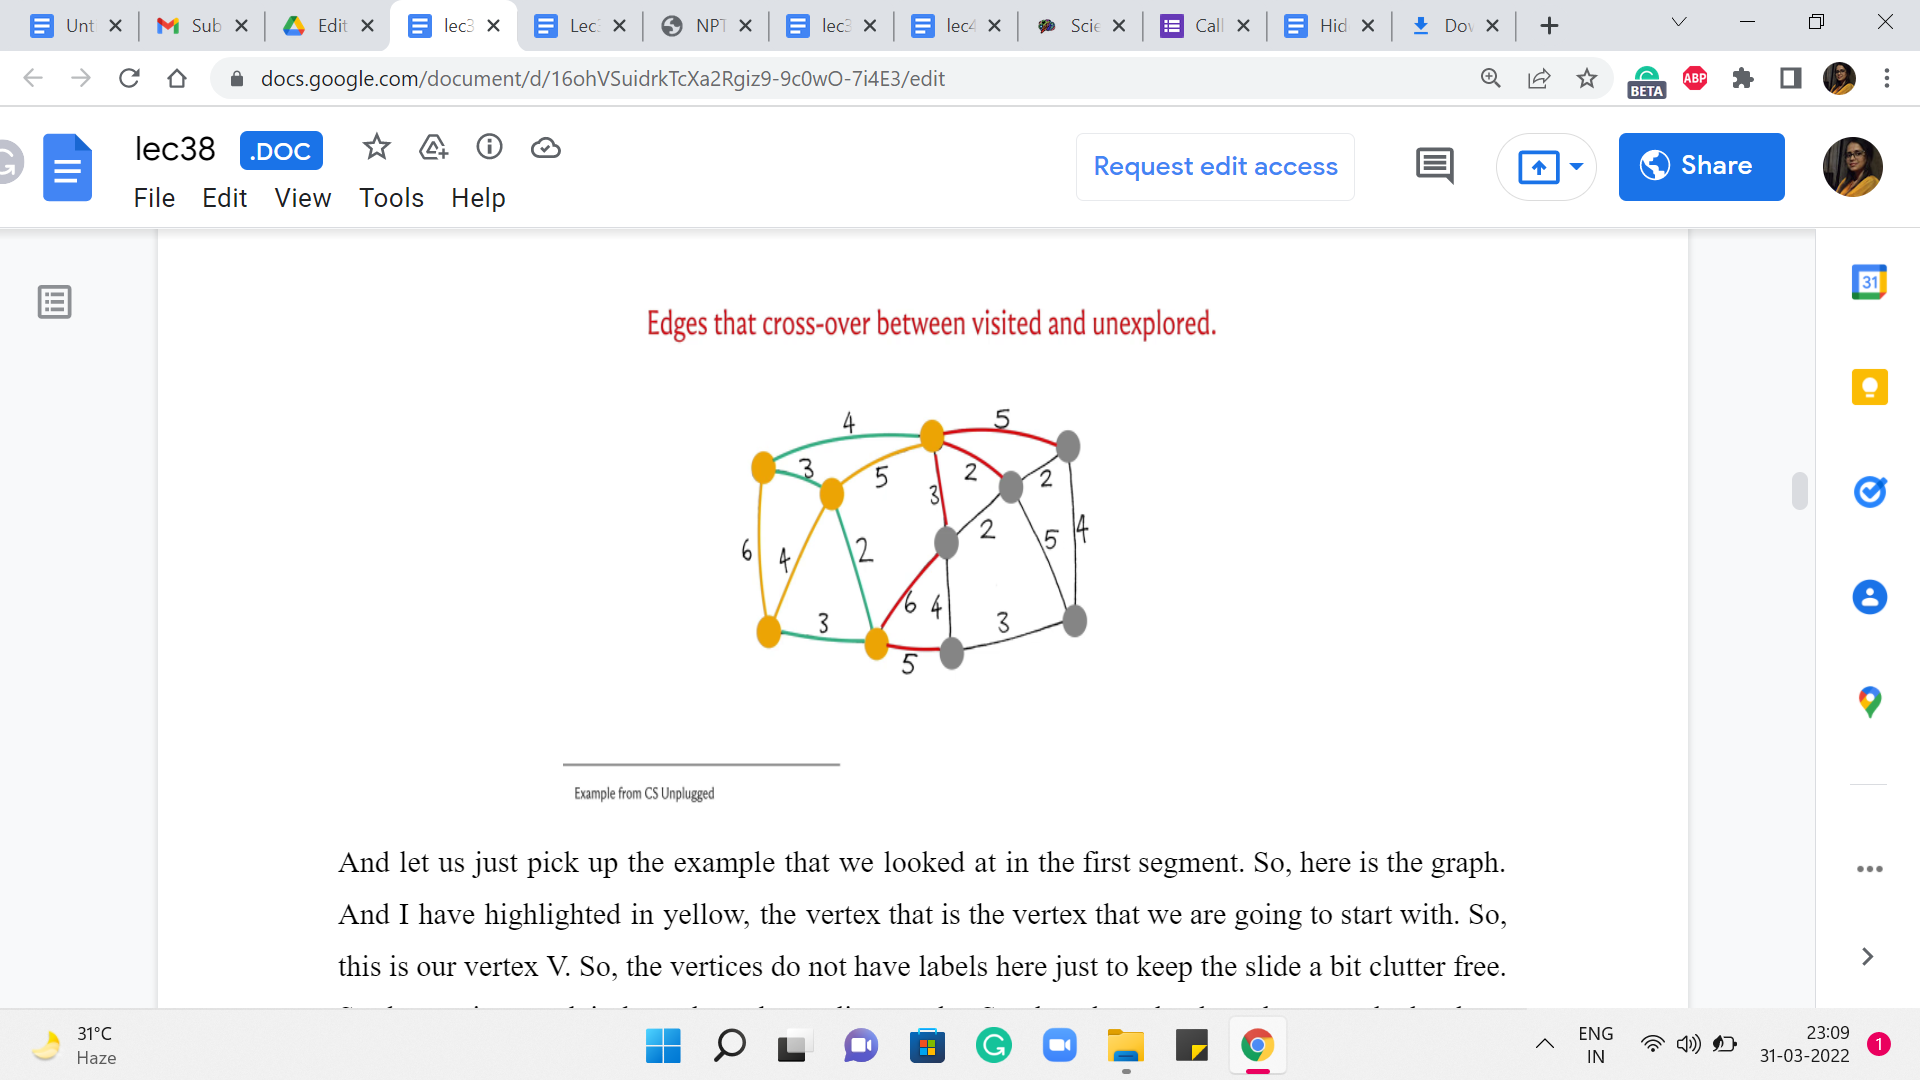 Unt
Sub
Edit
lec3
Lec
NPT
lec3
lec4
Scie
Call
Hid
Dov
docs.google.com/document/d/16ohVSuidrkTcXa2Rgiz9-9c0wO-7i4E3/edit
BETA
ABP
lec38
.DOC
Request edit access
Share
File Edit View Tools Help
31
Edges that cross-over between visited and unexplored.
4
5
3
5
2
2
3
6
4
2
2
5
4
6
4
3
3
5
Example from CS Unplugged
And let us just pick up the example that we looked at in the first segment. So, here is the graph.
And I have highlighted in yellow, the vertex that is the vertex that we are going to start with. So,
this is our vertex V. So, the vertices do not have labels here just to keep the slide a bit clutter free.
31°C
Haze
ENG
IN
23:09
31-03-2022
1